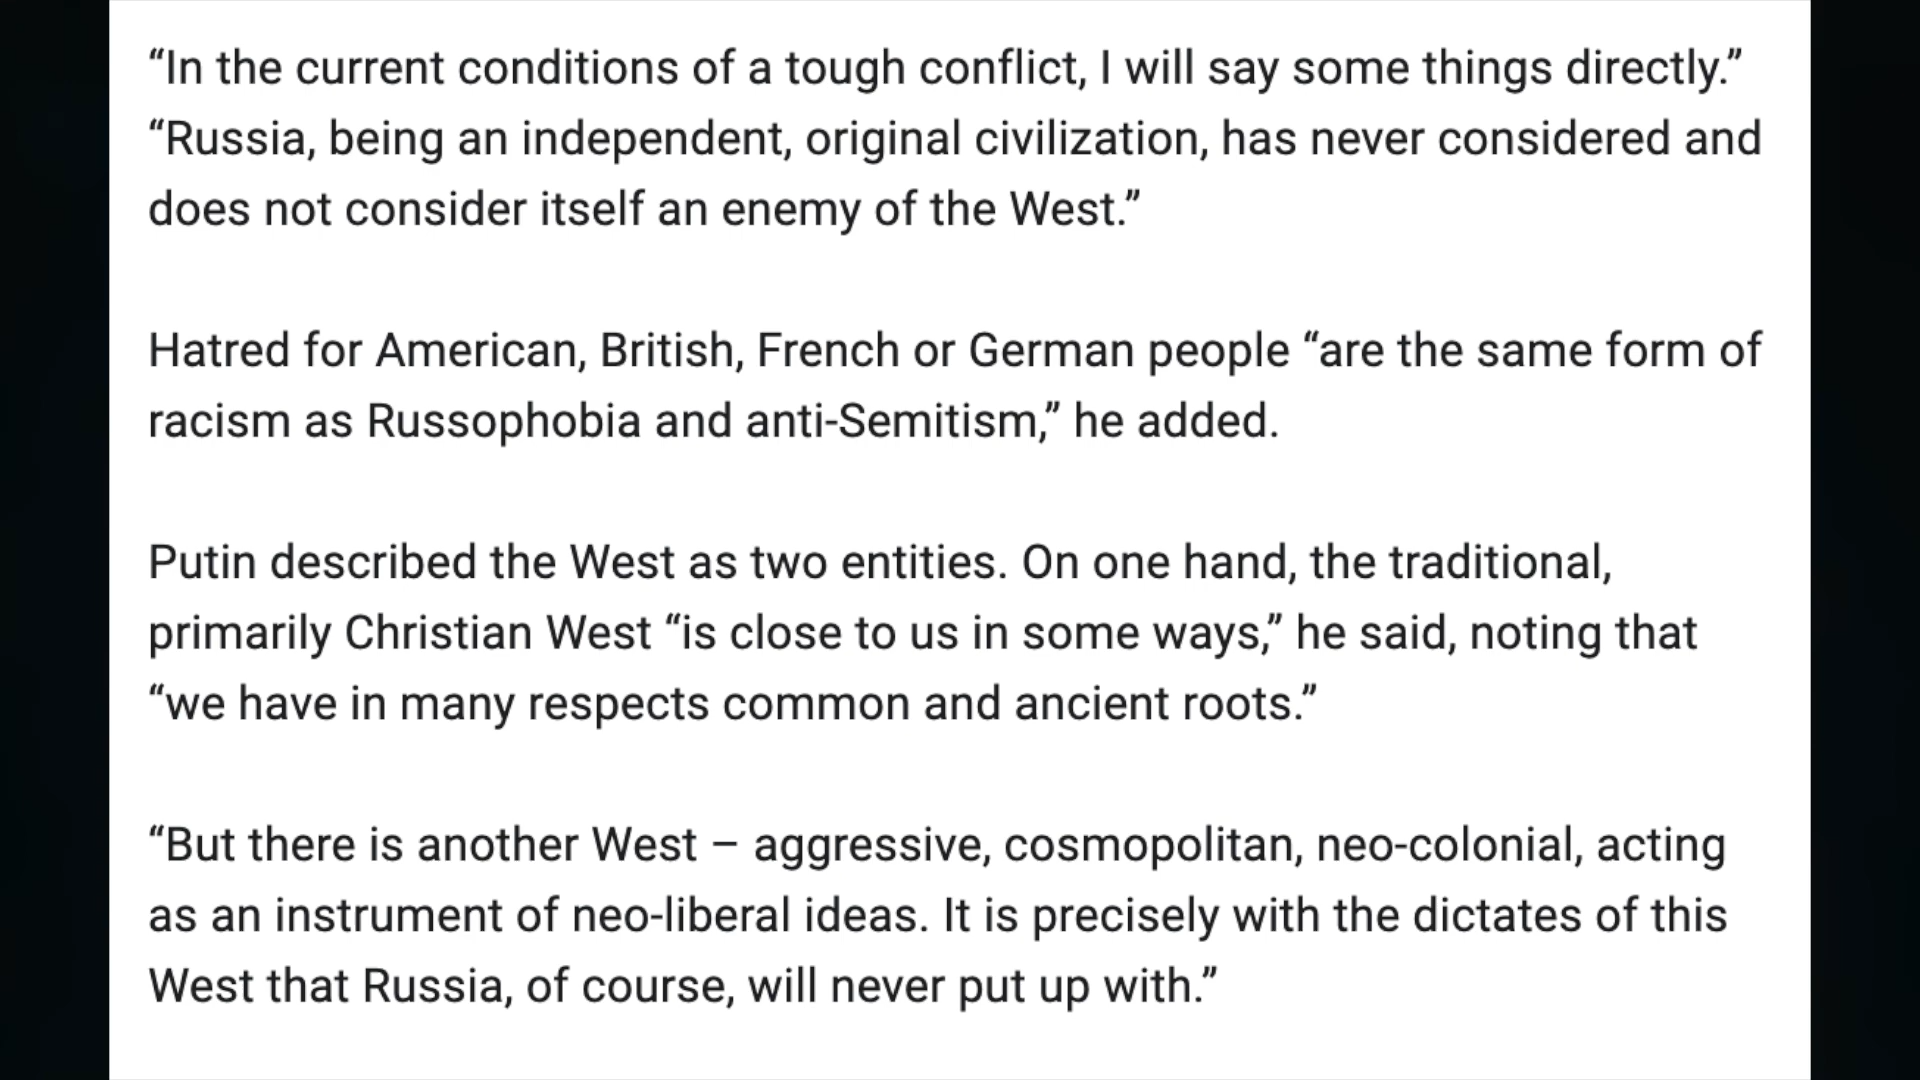 “In the current conditions of a tough conflict, I will say some things directly.”
“Russia, being an independent, original civilization, has never considered and
does not consider itself an enemy of the West.”
Hatred for American, British, French or German people “are the same form of
racism as Russophobia and anti-Semitism,” he added.
Putin described the West as two entities. On one hand, the traditional,
primarily Christian West “is close to us in some ways,” he said, noting that
“we have in many respects common and ancient roots.”
“But there is another West – aggressive, cosmopolitan, neo-colonial, acting
as an instrument of neo-liberal ideas. It is precisely with the dictates of this
West that Russia, of course, will never put up with.”